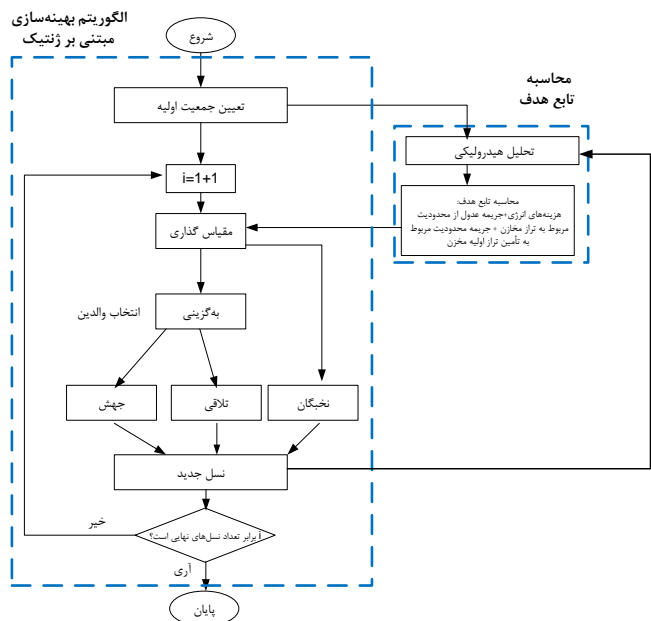 الگوریتم بهینه‌سازی
مبتنی بر ژنتیک
شروع
محاسبه
تابع هدف
تعیین جمعیت اولیه
تحلیل هیدرولیکی
i=1+1
محاسبه تابع هدف:
هزینه‌های انرژی+جریمه عدول از محدودیت
مربوط به تراز مخازن + جریمه محدودیت مربوط
به تأمین تراز اولیه مخزن
مقیاس گذاری
به‌گزینی
انتخاب والدین
نخبگان
تلاقی
جهش
نسل جدید
i برابر تعداد نسل‌های نهایی است؟
خیر
آری
پایان